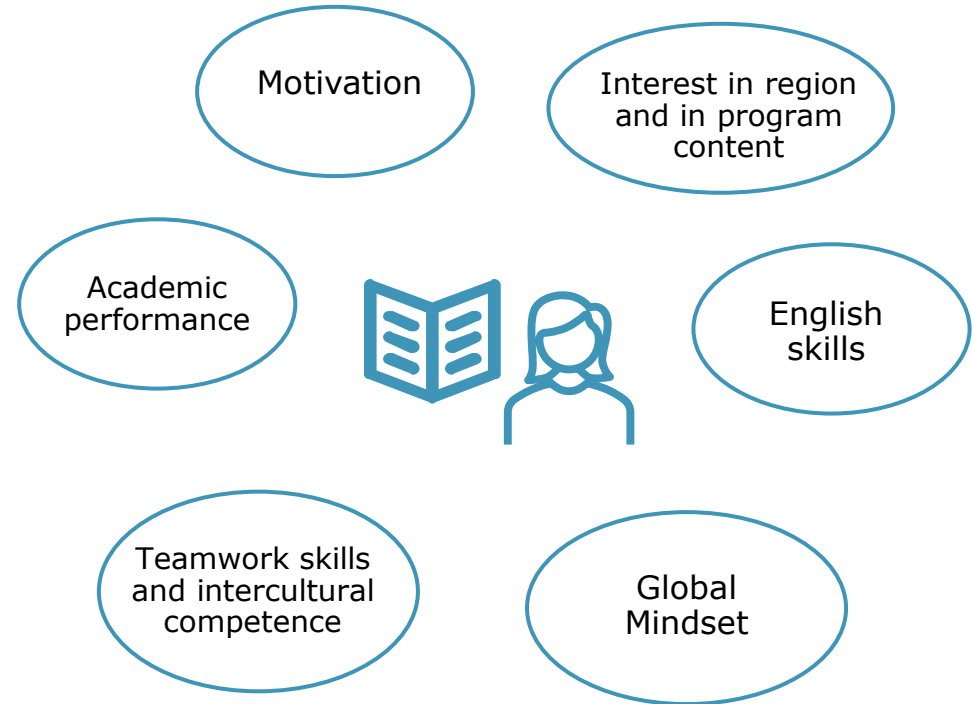 Motivation
Interest in region
and in program
content
Academic
performance
English
skills
Teamwork skills
and intercultural
competence
Global
Mindset